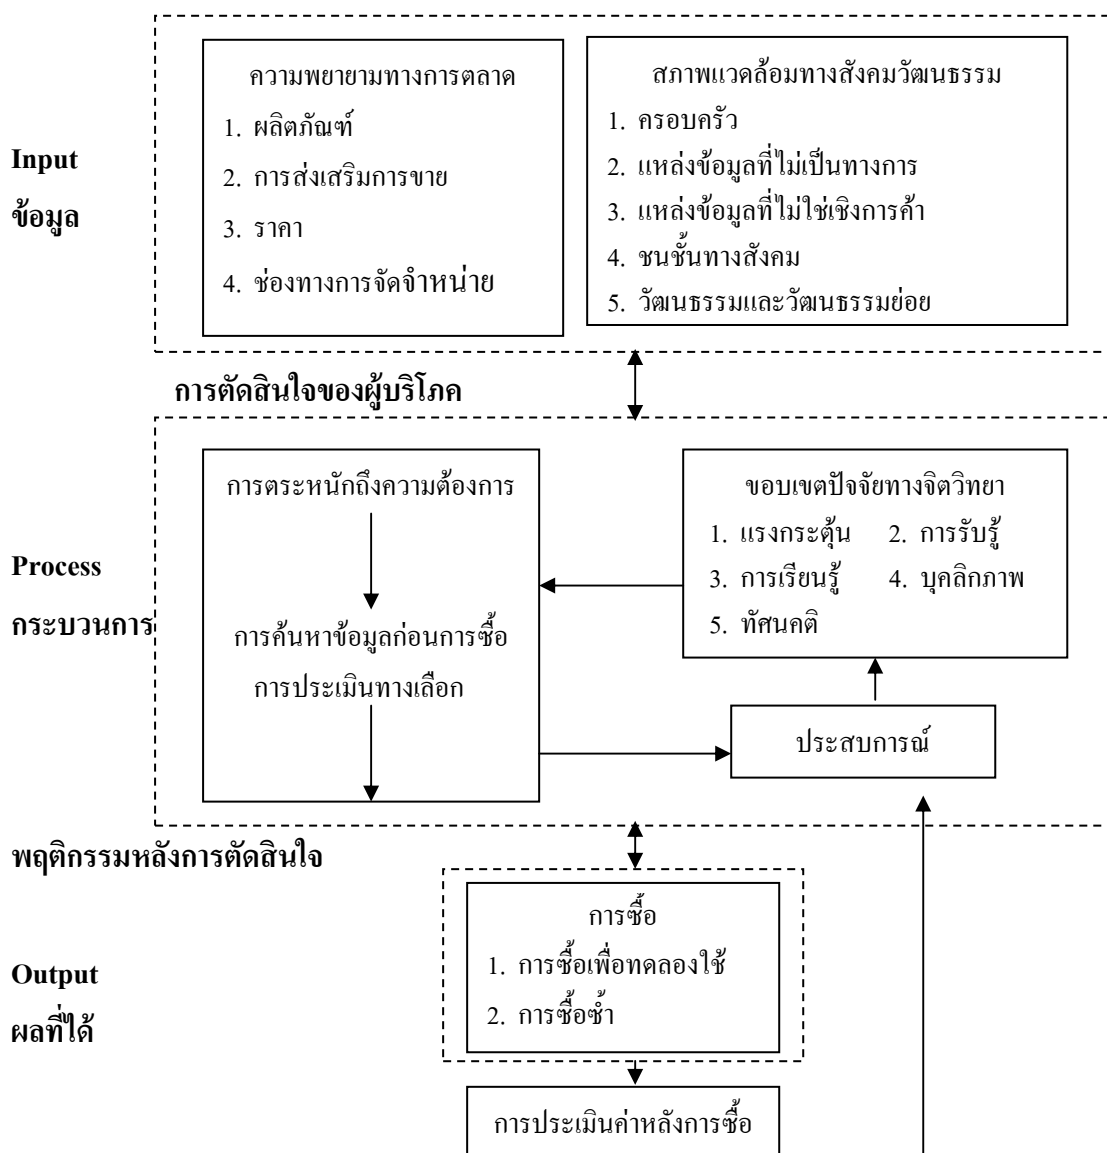 ความพยายามทางการตลาด
1. ผลิตภัณฑ์
2. การส่งเสริมการขาย
3. ราคา
4. ช่องทางการจัดจำหน่าย
สภาพแวดล้อมทางสังคมวัฒนธรรม
1. ครอบครัว
2. แหล่งข้อมูลที่ไม่เป็นทางการ
3. แหล่งข้อมูลที่ไม่ใช่เชิงการค้า
4. ชนชั้นทางสังคม
5. วัฒนธรรมและวัฒนธรรมย่อย
Input
ข้อมูล
การตัดสินใจของผู้บริโภค
การตระหนักถึงความต้องการ
การค้นหาข้อมูลก่อนการซื้อ
การประเมินทางเลือก
ขอบเขตปัจจัยทางจิตวิทยา
1. แรงกระตุ้น 2. การรับรู้
3. การเรียนรู้ 4. บุคลิกภาพ
5. ทัศนคติ
ประสบการณ์
Process
กระบวนการ
พฤติกรรมหลังการตัดสินใจ
การซื้อ
1. การซื้อเพื่อทดลองใช้
2. การซื้อซ้ำ
Output
ผลที่ได้
การประเมินค่าหลังการซื้อ